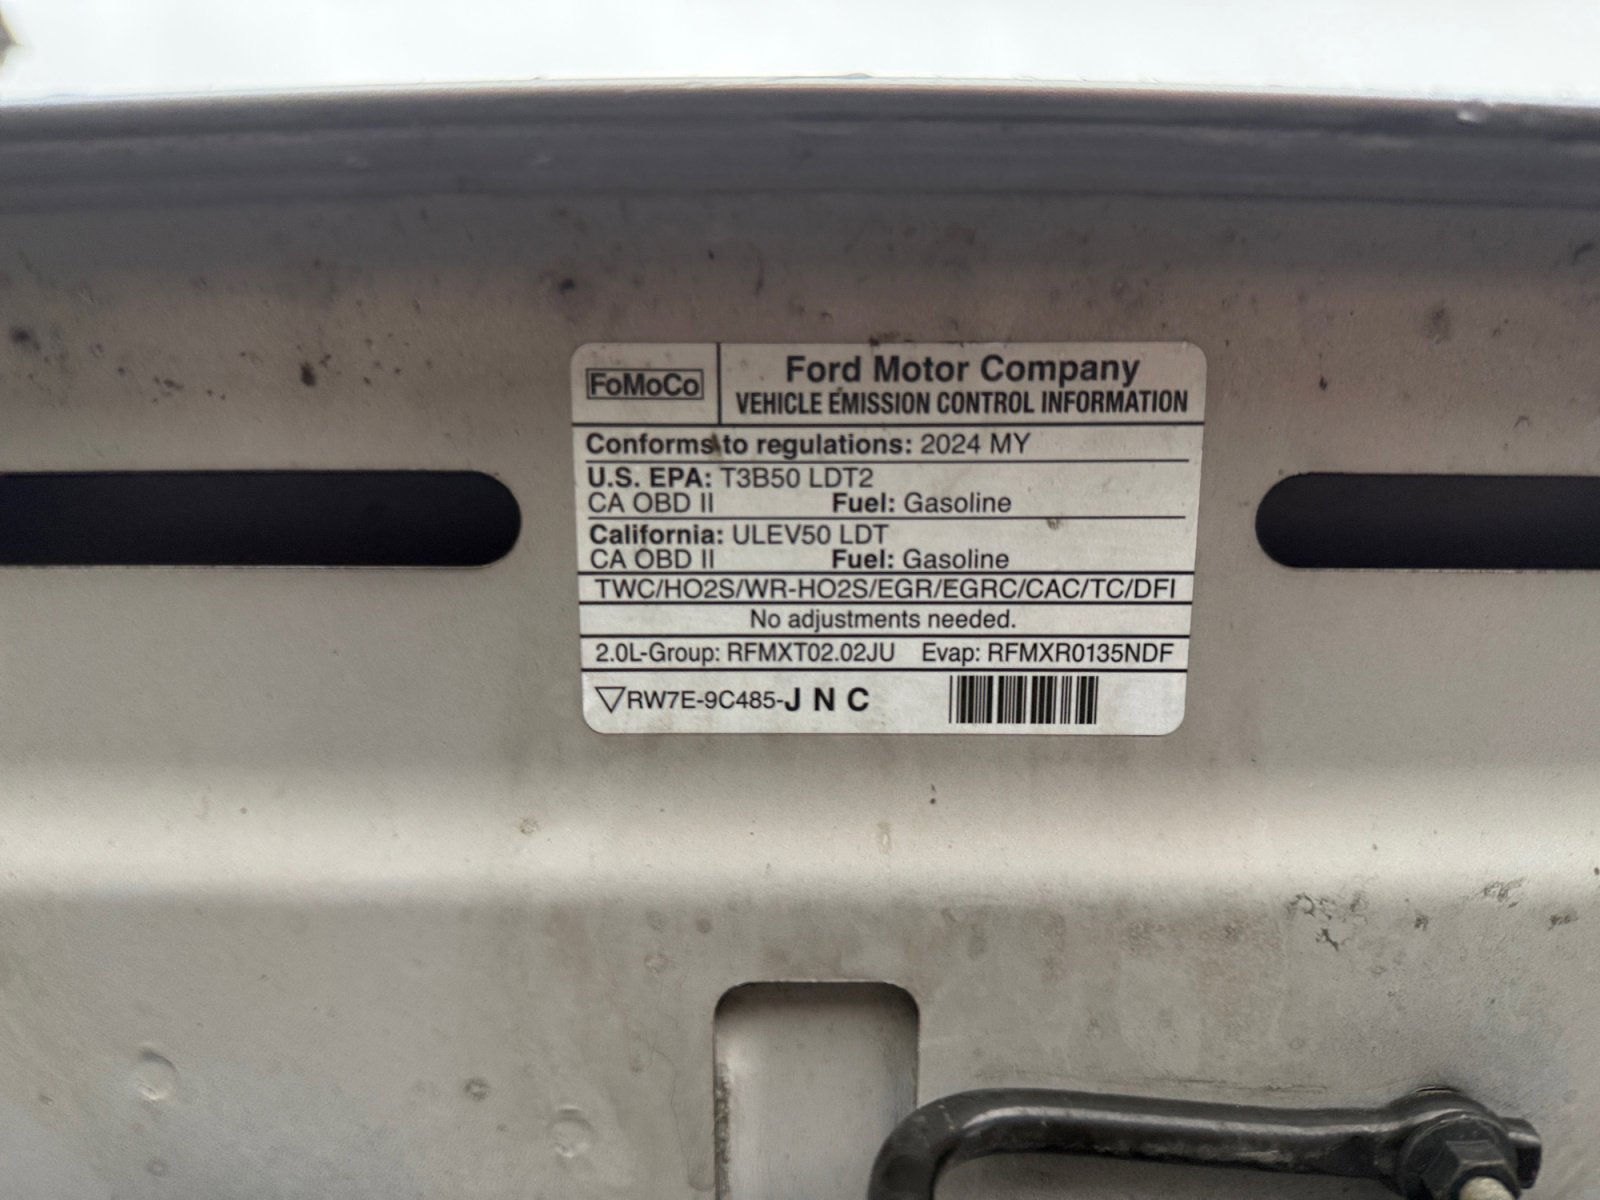 FoMoCo
Ford Motor Company
VEHICLE EMISSION CONTROL INFORMATION
Conforms to regulations: 2024 MY
U.S. EPA: T3B50 LDT2
CA OBD II Fuel: Gasoline
California: ULEV50 LDT
CA OBD II Fuel: Gasoline
TWC/HO2S/WR-HO2S/EGR/EGRC/CAC/TC/DFI
No adjustments needed.
2.0L-Group: RFMXT02.02JU Evap: RFMXR0135NDF
RW7E-9C485-J N C